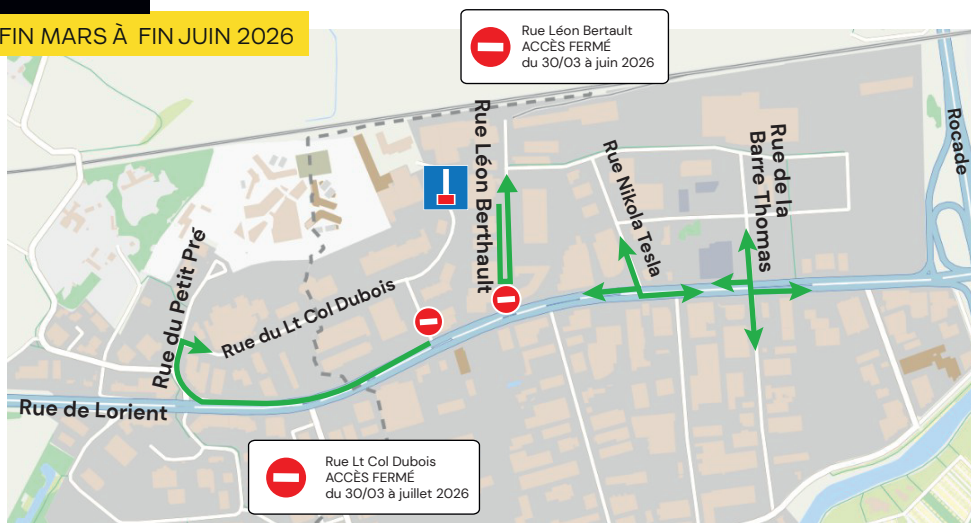 FIN MARS À FIN JUIN 2026
Rue Léon Bertault
ACCÈS FERMÉ
du 30/03 à juin 2026
Rue Léon Berthault
Rue Nikola Tesla
Rue de la
Barre Thomas
Rocade
Rue du Petit Pré
Rue du Lt Col Dubois
Rue de Lorient
Rue Lt Col Dubois
ACCÈS FERMÉ
du 30/03 à juillet 2026